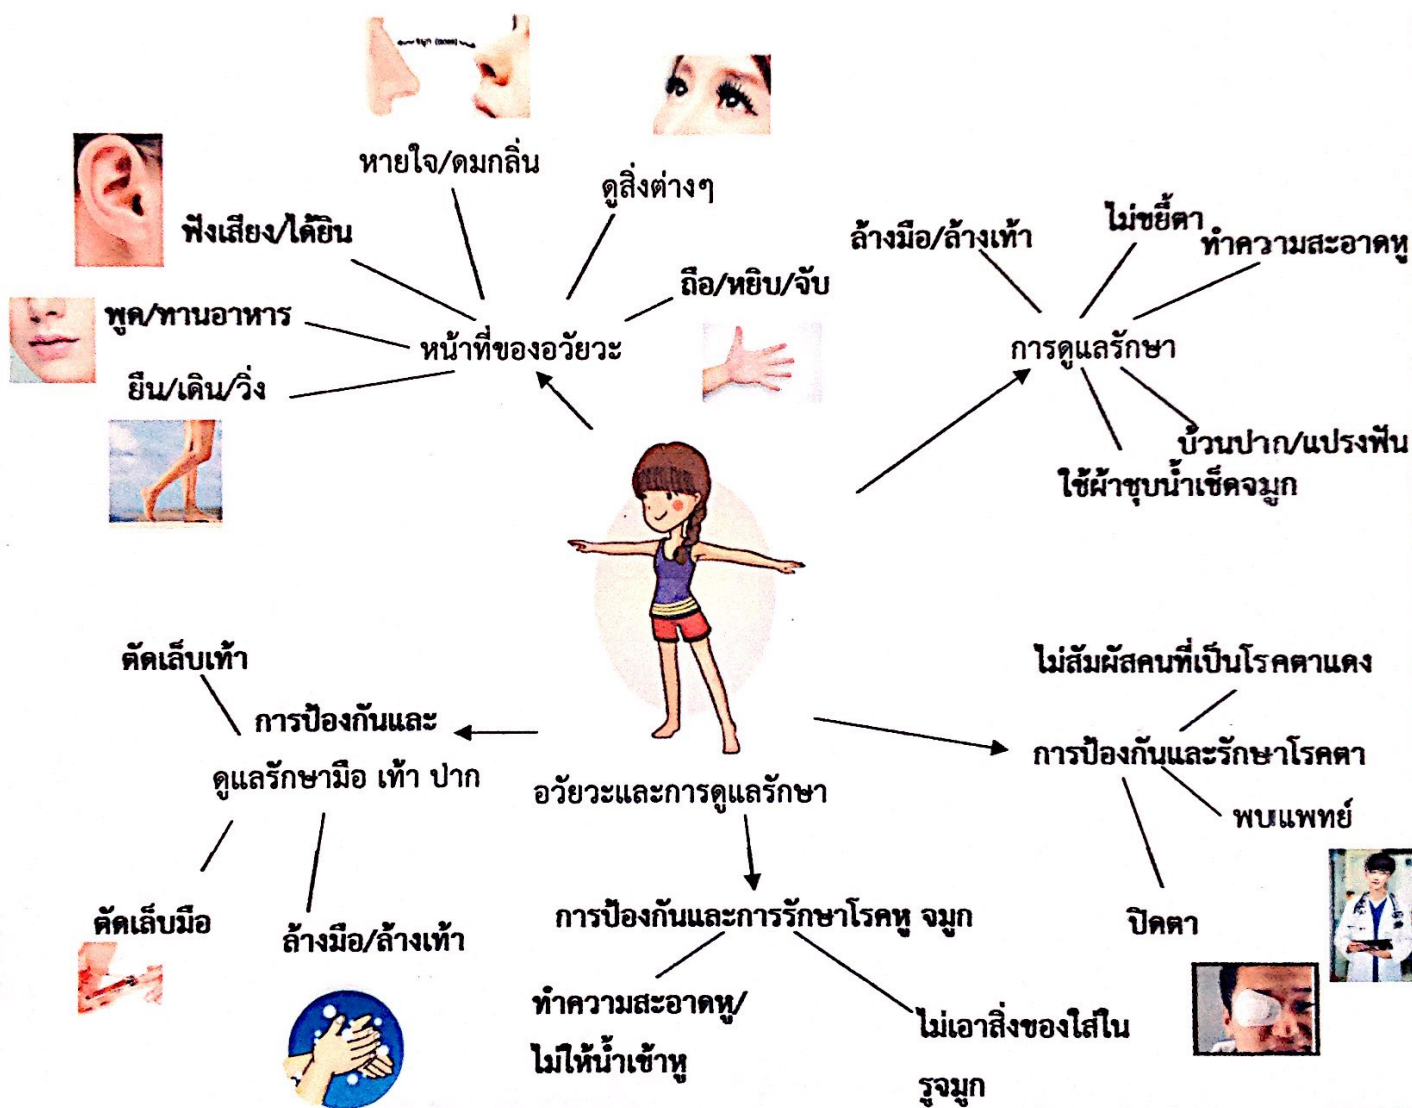 จมูก (nose)
หายใจ/ดมกลิ่น
ดูสิ่งต่างๆ
ฟังเสียง/ได้ยิน
ถือ/หยิบ/จับ
พูด/ทานอาหาร
หน้าที่ของอวัยวะ
ยืน/เดิน/วิ่ง
ล้างมือ/ล้างเท้า
ไม่ขยี้ตา
ทำความสะอาดหู
การดูแลรักษา
บ้วนปาก/แปรงฟัน
ใช้ผ้าชุบน้ำเช็ดจมูก
ตัดเล็บเท้า
การป้องกันและ
ดูแลรักษามือ เท้า ปาก
ตัดเล็บมือ
ล้างมือ/ล้างเท้า
อวัยวะและการดูแลรักษา
การป้องกันและการรักษาโรคหู จมูก
ทำความสะอาดหู/
ไม่ให้น้ำเข้าหู
ไม่เอาสิ่งของใส่ใน
รูจมูก
ไม่สัมผัสคนที่เป็นโรคตาแดง
การป้องกันและรักษาโรคตา
พบแพทย์
ปิดตา